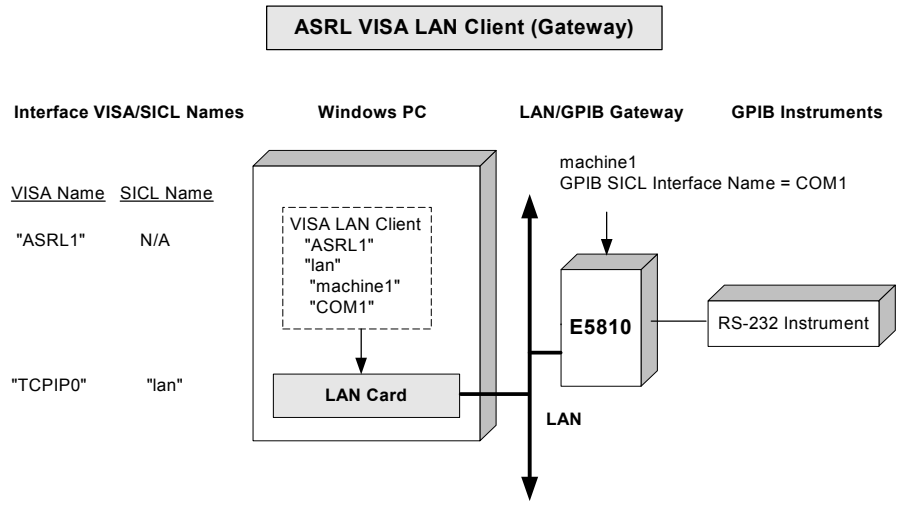 ASRL VISA LAN Client (Gateway)
Interface VISA/SICL Names
Windows PC
LAN/GPIB Gateway
GPIB Instruments
machine1
GPIB SICL Interface Name = COM1
VISA Name SICL Name
"ASRL1" N/A
VISA LAN Client
"ASRL1"
"lan"
"machine1"
"COM1"
E5810
RS-232 Instrument
"TCPIP0" "lan"
LAN Card
LAN